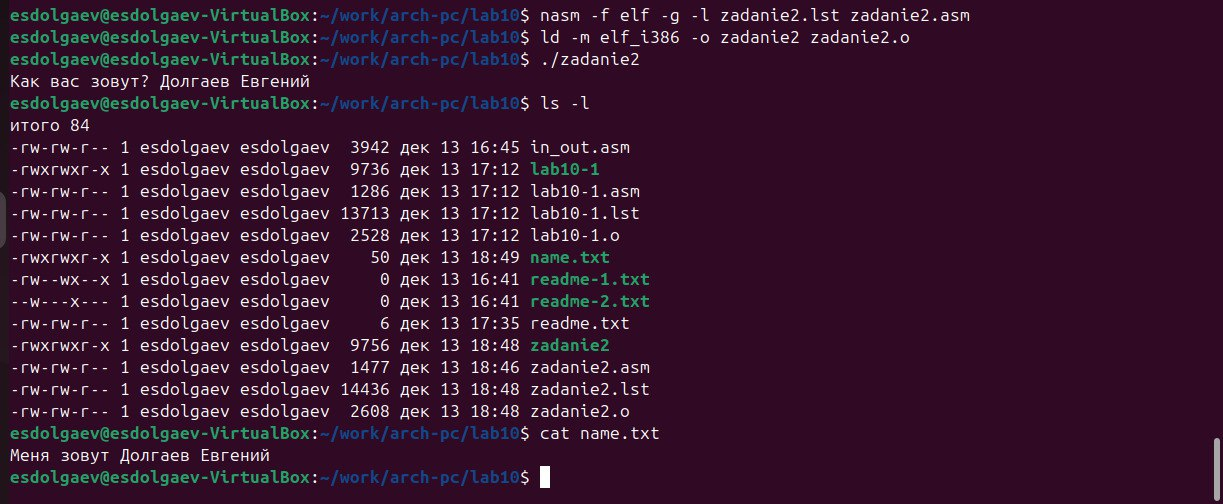 esdolgaev@esdolgaev-VirtualBox:~/work/arch-pc/lab10$ nasm -f elf -g -l zadanie2.lst zadanie2.asm
esdolgaev@esdolgaev-VirtualBox:~/work/arch-pc/lab10$ ld -m elf_i386 -o zadanie2 zadanie2.o
esdolgaev@esdolgaev-VirtualBox:~/work/arch-pc/lab10$ ./zadanie2
Как вас зовут? Долгаев Евгений
esdolgaev@esdolgaev-VirtualBox:~/work/arch-pc/lab10$ ls -l
итого 84
-rw-rw-r-- 1 esdolgaev esdolgaev  3942 дек 13 16:45 in_out.asm
-rwxrwxr-x 1 esdolgaev esdolgaev  9736 дек 13 17:12 lab10-1
-rw-rw-r-- 1 esdolgaev esdolgaev  1286 дек 13 17:12 lab10-1.asm
-rw-rw-r-- 1 esdolgaev esdolgaev 13713 дек 13 17:12 lab10-1.lst
-rw-rw-r-- 1 esdolgaev esdolgaev  2528 дек 13 17:12 lab10-1.o
-rwxrwxr-x 1 esdolgaev esdolgaev    50 дек 13 18:49 name.txt
-rw--wx--x 1 esdolgaev esdolgaev     0 дек 13 16:41 readme-1.txt
--w---x--- 1 esdolgaev esdolgaev     0 дек 13 16:41 readme-2.txt
-rw-rw-r-- 1 esdolgaev esdolgaev     6 дек 13 17:35 readme.txt
-rwxrwxr-x 1 esdolgaev esdolgaev  9756 дек 13 18:48 zadanie2
-rw-rw-r-- 1 esdolgaev esdolgaev  1477 дек 13 18:46 zadanie2.asm
-rw-rw-r-- 1 esdolgaev esdolgaev 14436 дек 13 18:48 zadanie2.lst
-rw-rw-r-- 1 esdolgaev esdolgaev  2608 дек 13 18:48 zadanie2.o
esdolgaev@esdolgaev-VirtualBox:~/work/arch-pc/lab10$ cat name.txt
Меня зовут Долгаев Евгений
esdolgaev@esdolgaev-VirtualBox:~/work/arch-pc/lab10$